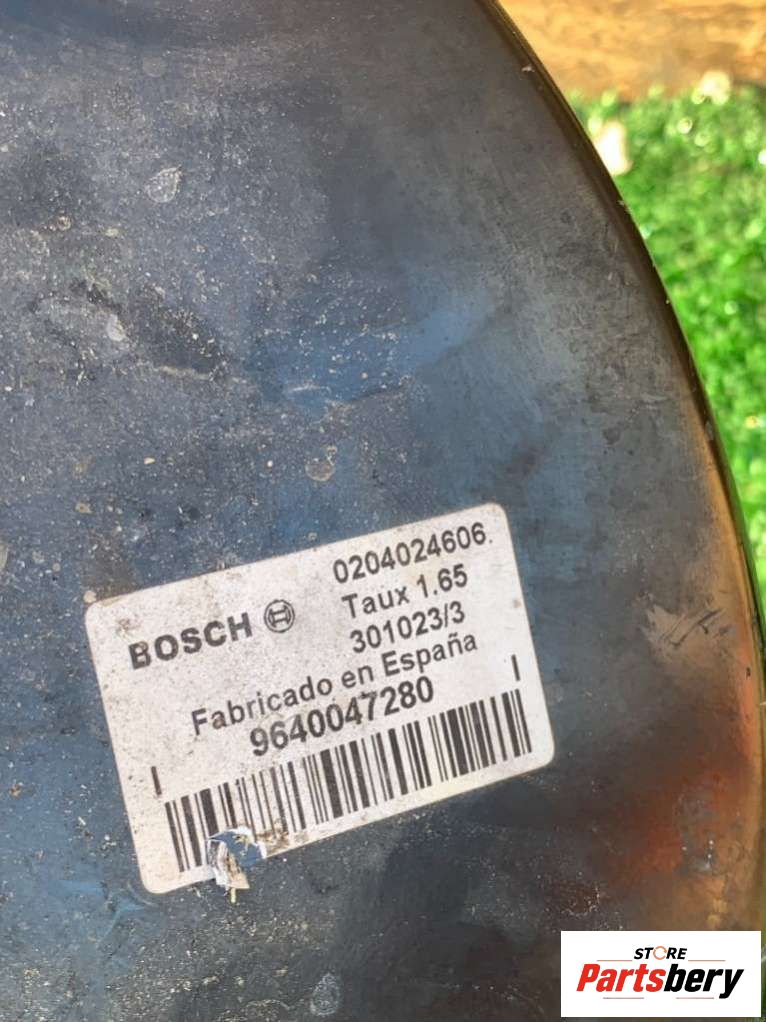 BOSCH
0204024606.
Taux 1.65
301023/3
Fabricado en España
9640047280
STORE
Partsbery